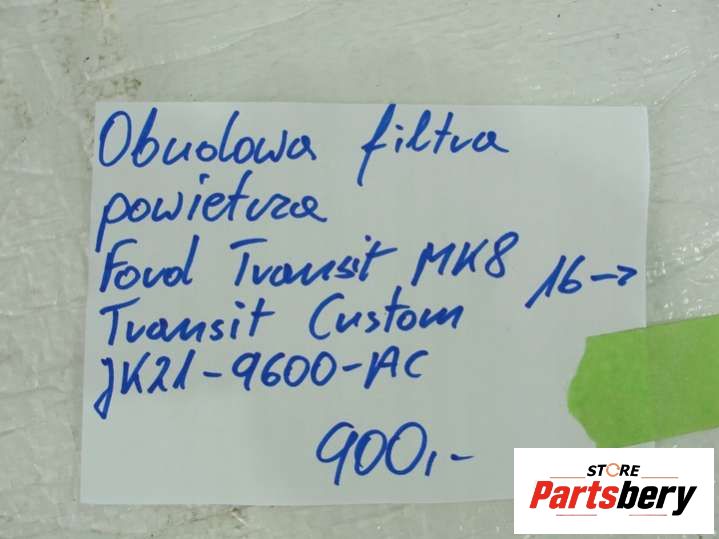 Obudowa filtra
powietrza
Ford Transit MK8 16->
Transit Custom
JK21-9600-AC
900,-
STORE
Partsbery